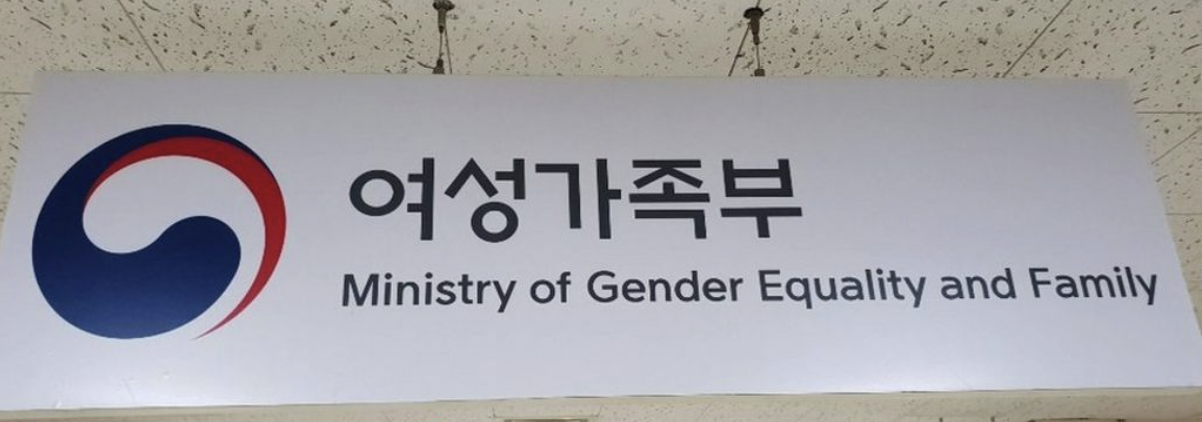 여성가족부
Ministry of Gender Equality and Family